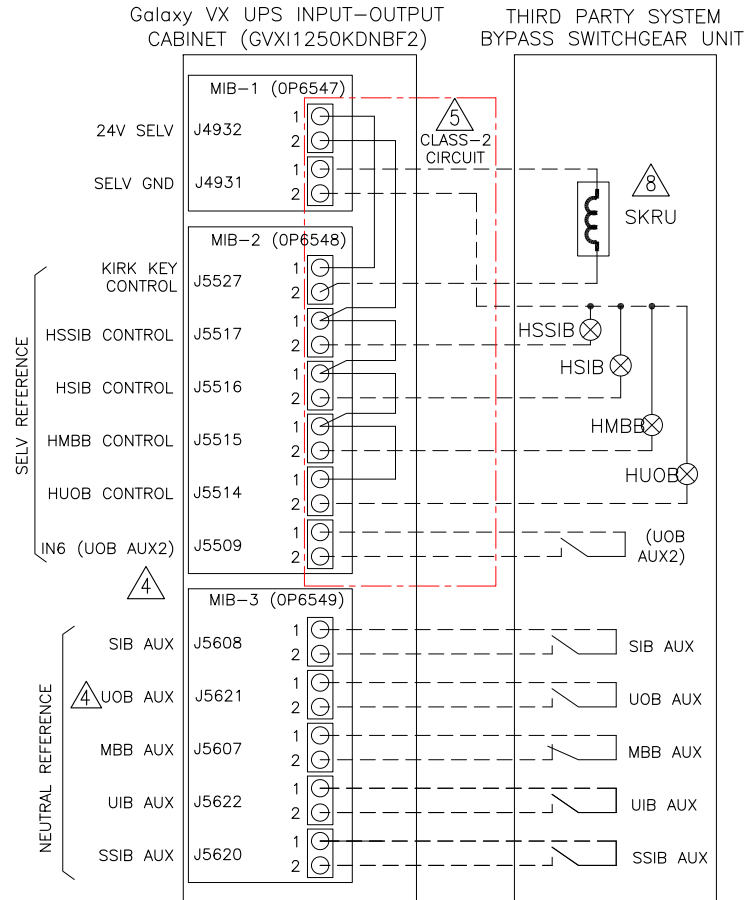 Galaxy VX UPS INPUT-OUTPUT
CABINET (GVXI1250KDNBF2)
THIRD PARTY SYSTEM
BYPASS SWITCHGEAR UNIT
MIB-1 (0P6547)
24V SELV
J4932
1
2
SELV GND
J4931
1
2
5
CLASS-2
CIRCUIT
8
SKRU
MIB-2 (0P6548)
SELV REFERENCE
KIRK KEY
CONTROL
J5527
1
2
HSSIB CONTROL
J5517
1
2
HSSIB
HSIB CONTROL
J5516
1
2
HSIB
HMBB CONTROL
J5515
1
2
HMBB
HUOB CONTROL
J5514
1
2
HUOB
IN6 (UOB AUX2)
J5509
1
2
(UOB
AUX2)
4
MIB-3 (0P6549)
NEUTRAL REFERENCE
SIB AUX
J5608
1
2
SIB AUX
4
UOB AUX
J5621
1
2
UOB AUX
MBB AUX
J5607
1
2
MBB AUX
UIB AUX
J5622
1
2
UIB AUX
SSIB AUX
J5620
1
2
SSIB AUX